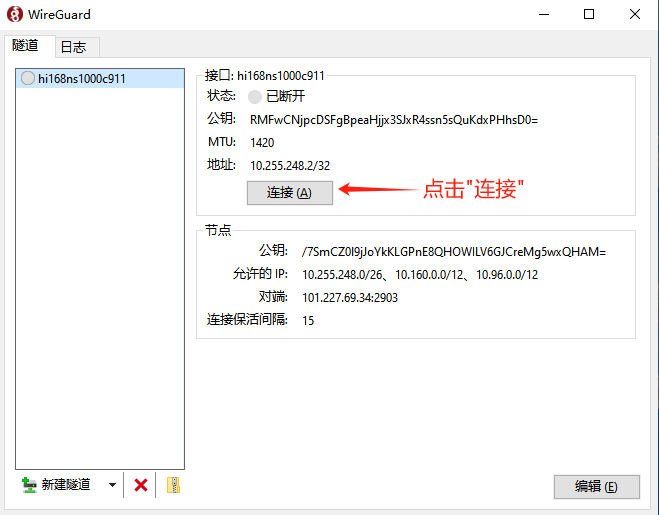 WireGuard
隧道 日志
hi168ns1000c911
接口: hi168ns1000c911
状态: 已断开
公钥: RMFwCNjpcDSFgBpeaHjjx3SJxR4ssn5sQuKdxPHhsD0=
MTU: 1420
地址: 10.255.248.2/32
连接 (A)
点击"连接"
节点
公钥: /7SmCZ0I9jJoYkKLGPnE8QHOWILV6GJCreMg5wxQHAM=
允许的 IP: 10.255.248.0/26、10.160.0.0/12、10.96.0.0/12
对端: 101.227.69.34:2903
连接保活间隔: 15
新建隧道
编辑 (E)